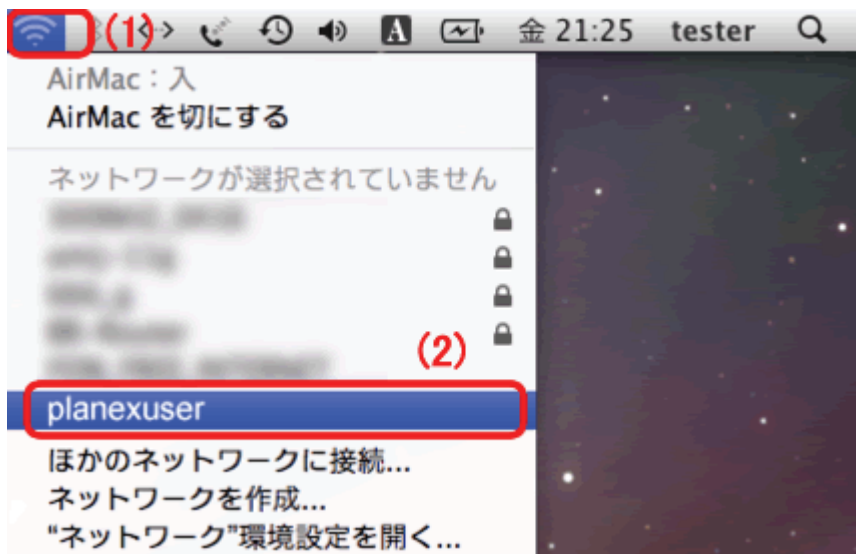 (1) A 金 21:25 tester
AirMac：入
AirMac を切にする
ネットワークが選択されていません
(2)
planexuser
ほかのネットワークに接続...
ネットワークを作成...
“ネットワーク”環境設定を開く...